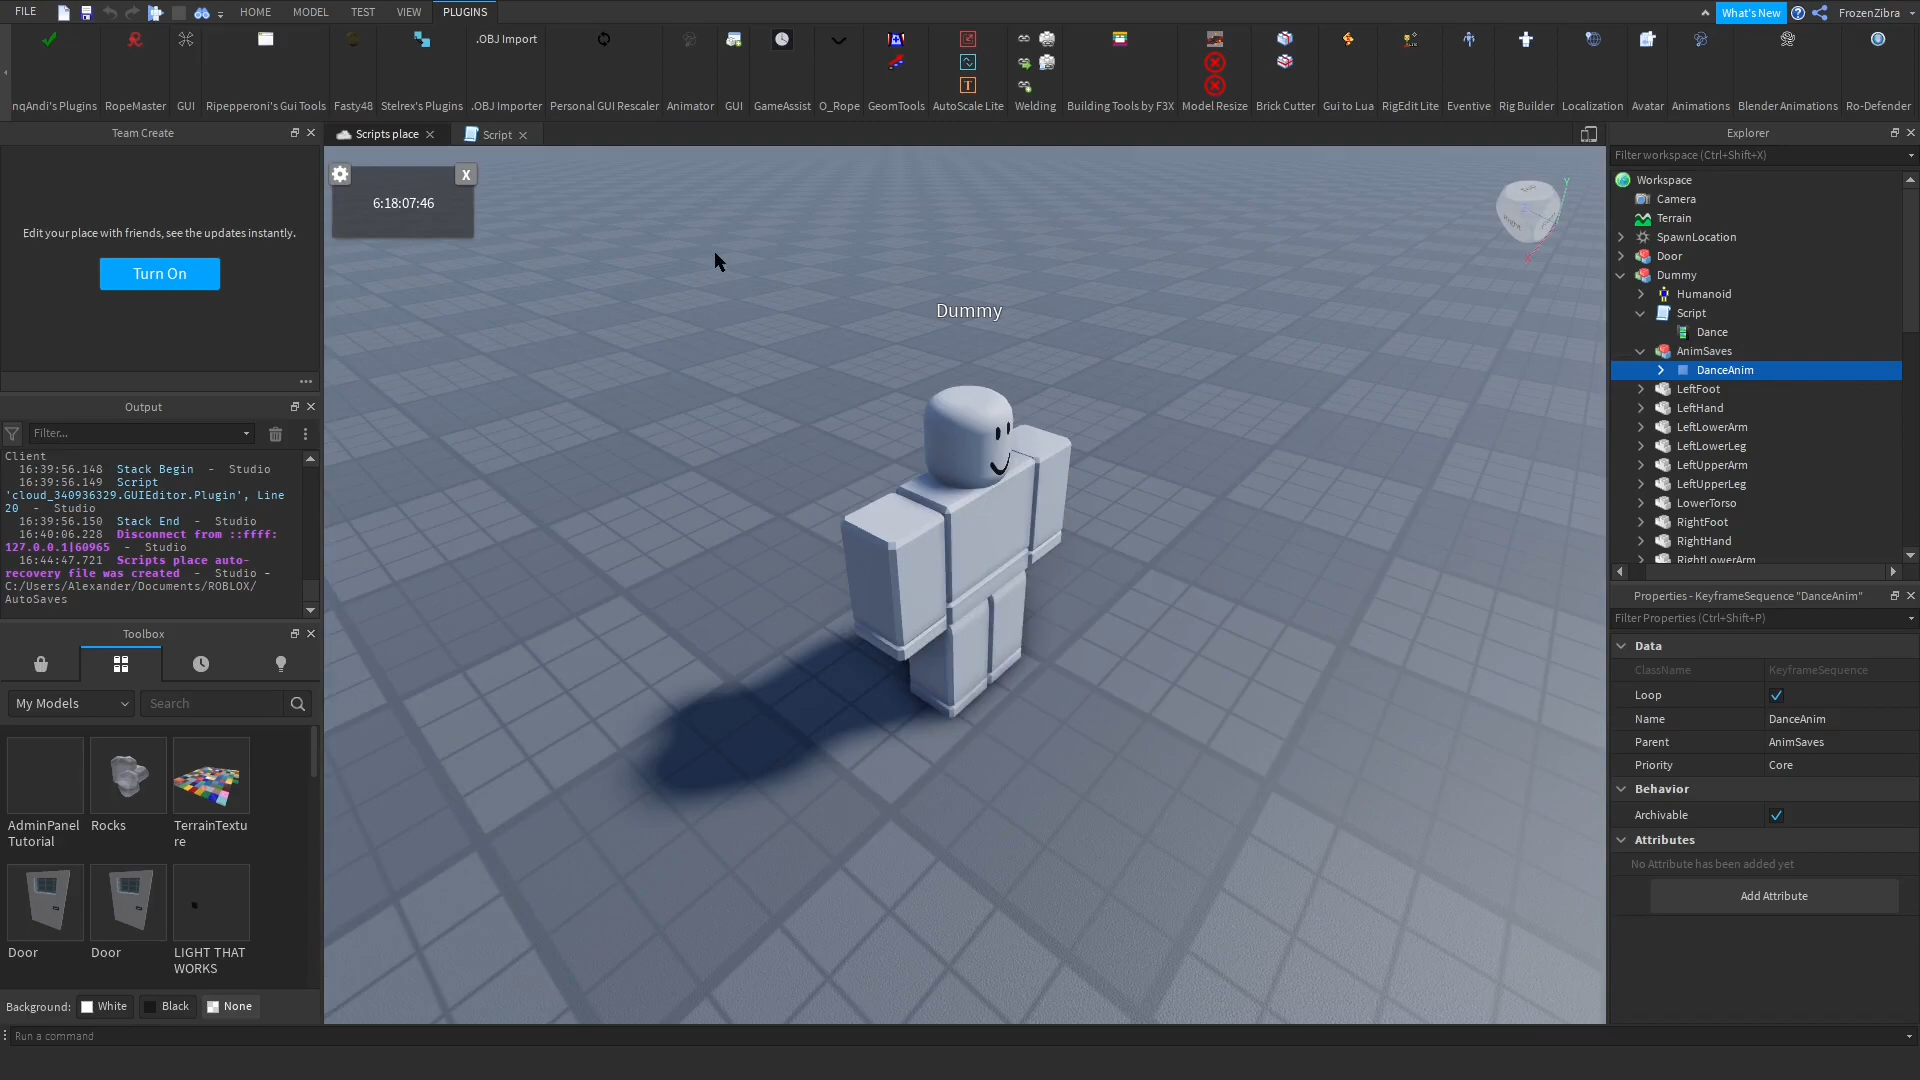 FILE HOME MODEL TEST VIEW PLUGINS What's New FrozenZibra
.OBJ Import
nqAndi's Plugins RopeMaster GUI Ripepperoni's Gui Tools Fasty48 Stelrex's Plugins .OBJ Importer Personal GUI Rescaler Animator GUI GameAssist O_Rope GeomTools AutoScale Lite Welding Building Tools by F3X Model Resize Brick Cutter Gui to Lua RigEdit Lite Eventive Rig Builder Localization Avatar Animations Blender Animations Ro-Defender
Team Create
Edit your place with friends, see the updates instantly.
Turn On
Output
Filter...
Client
16:39:56.148 Stack Begin - Studio
16:39:56.149 Script
'cloud_340936329.GUIEditor.Plugin', Line
20 - Studio
16:39:56.150 Stack End - Studio
16:40:06.228 Disconnect from ::ffff:
127.0.0.1|60965 - Studio
16:44:47.721 Scripts place auto-
recovery file was created - Studio -
C:/Users/Alexander/Documents/ROBLOX/
AutoSaves
Toolbox
My Models Search
AdminPanel
Tutorial
Rocks
TerrainTextu
re
Door
Door
LIGHT THAT
WORKS
Background: White Black None
Run a command
Scripts place Script
X
6:18:07:46
Dummy
Right
Y
Explorer
Filter workspace (Ctrl+Shift+X)
Workspace
Camera
Terrain
SpawnLocation
Door
Dummy
Humanoid
Script
Dance
AnimSaves
DanceAnim
LeftFoot
LeftHand
LeftLowerArm
LeftLowerLeg
LeftUpperArm
LeftUpperLeg
LowerTorso
RightFoot
RightHand
RightLowerArm
Properties - KeyframeSequence "DanceAnim"
Filter Properties (Ctrl+Shift+P)
Data
ClassName KeyframeSequence
Loop
Name DanceAnim
Parent AnimSaves
Priority Core
Behavior
Archivable
Attributes
No Attribute has been added yet
Add Attribute